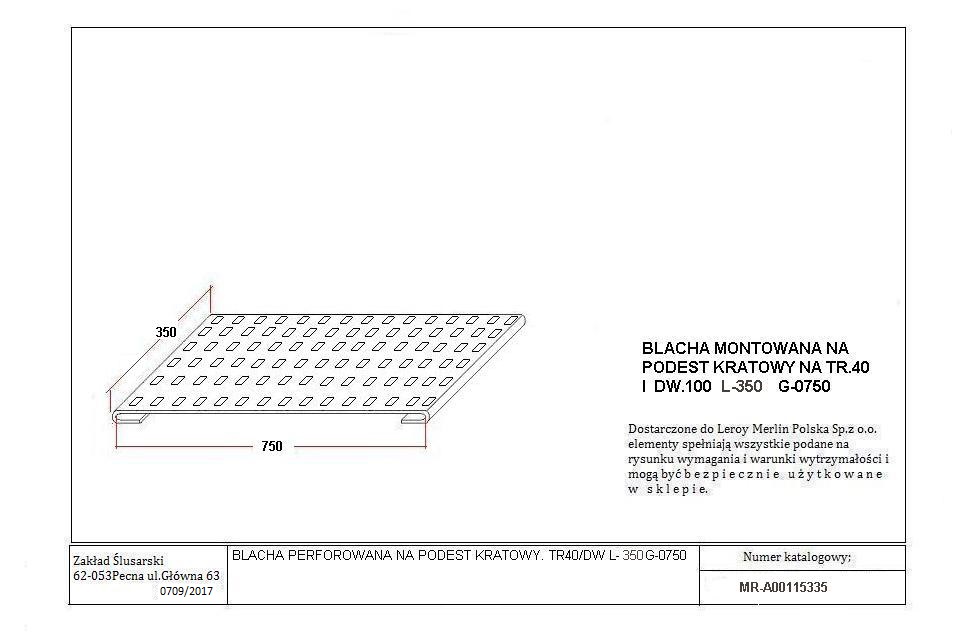 350
750
BLACHA MONTOWANA NA
PODEST KRATOWY NA TR.40
I DW.100 L-350 G-0750
Dostarczone do Leroy Merlin Polska Sp.z o.o.
elementy spełniają wszystkie podane na
rysunku wymagania i warunki wytrzymałości i
mogą być b e z p i e c z n i e u ż y t k o w a n e
w s k l e p i e.
Zakład Ślusarski
62-053Pecna ul.Główna 63
0709/2017
BLACHA PERFOROWANA NA PODEST KRATOWY. TR40/DW L- 350G-0750
Numer katalogowy;
MR-A00115335